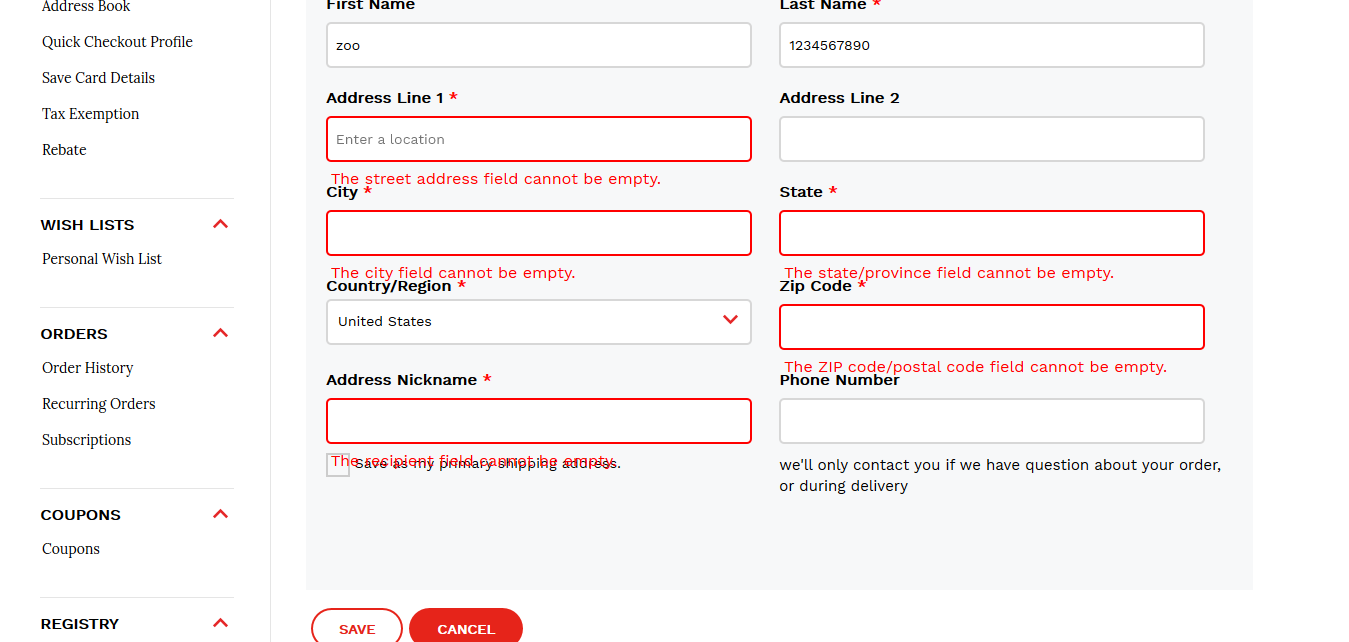 Address Book
Quick Checkout Profile
Save Card Details
Tax Exemption
Rebate
WISH LISTS
Personal Wish List
ORDERS
Order History
Recurring Orders
Subscriptions
COUPONS
Coupons
REGISTRY
First Name
Last Name *
zoo
1234567890
Address Line 1 *
Address Line 2
Enter a location
The street address field cannot be empty.
City *
State *
The city field cannot be empty.
The state/province field cannot be empty.
Country/Region *
Zip Code *
United States
The ZIP code/postal code field cannot be empty.
Address Nickname *
Phone Number
The recipient field cannot be empty.
Save as my primary shipping address.
we'll only contact you if we have question about your order,
or during delivery
SAVE
CANCEL